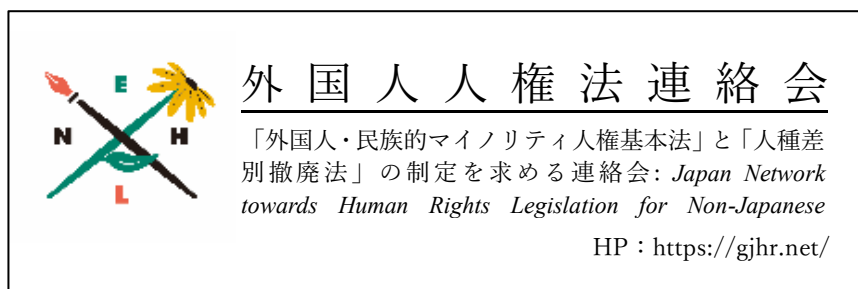 外国人人権法連絡会
E
N H
L
「外国人・民族的マイノリティ人権基本法」と「人種差
別撤廃法」の制定を求める連絡会: Japan Network
towards Human Rights Legislation for Non-Japanese
HP：https://gjhr.net/